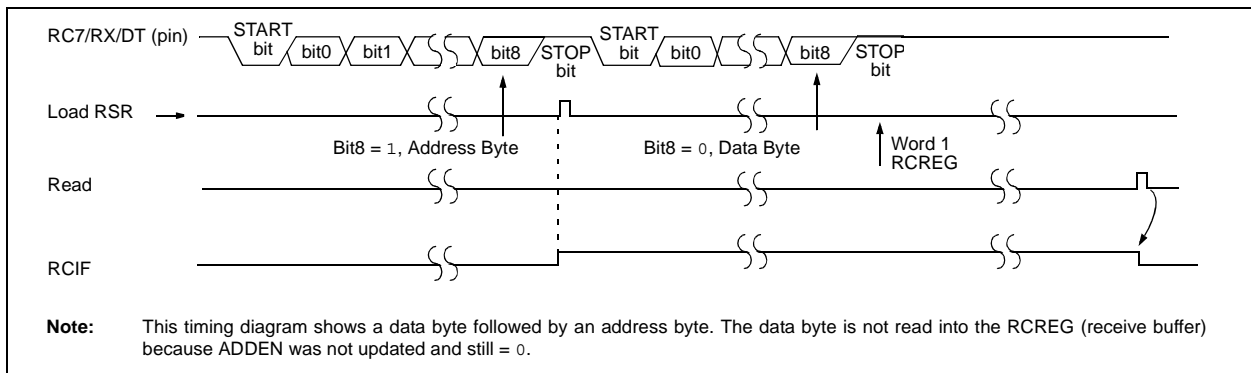 RC7/RX/DT (pin)
START
bit
bit0
bit1
bit8
STOP
bit
START
bit
bit0
bit8
STOP
bit
Load RSR
Bit8 = 1, Address Byte
Bit8 = 0, Data Byte
Word 1
RCREG
Read
RCIF
Note: This timing diagram shows a data byte followed by an address byte. The data byte is not read into the RCREG (receive buffer)
because ADDEN was not updated and still = 0.